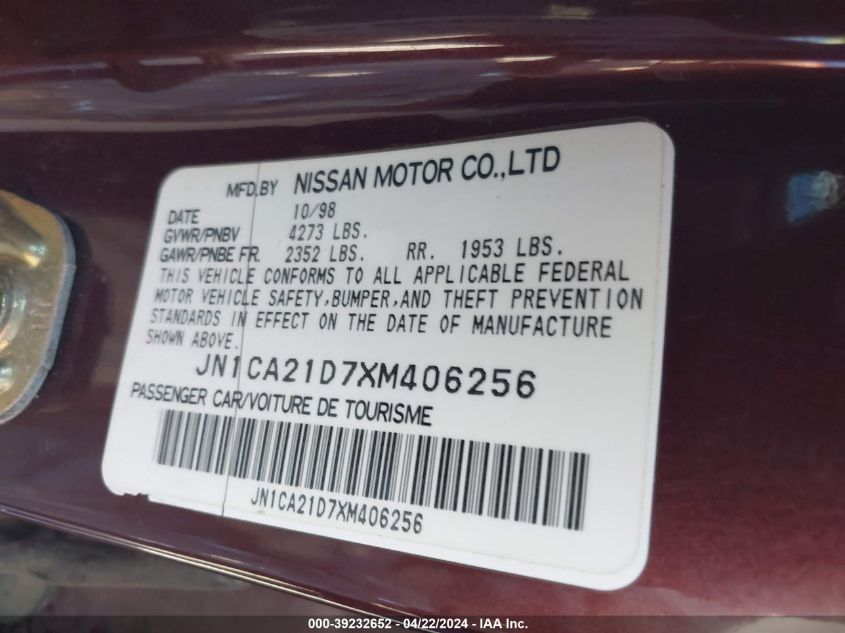 MFD.BY NISSAN MOTOR CO.,LTD
DATE 10/98
GVWR/PNBV 4273 LBS.
GAWR/PNBE FR. 2352 LBS. RR. 1953 LBS.
THIS VEHICLE CONFORMS TO ALL APPLICABLE FEDERAL
MOTOR VEHICLE SAFETY,BUMPER,AND THEFT PREVENTION
STANDARDS IN EFFECT ON THE DATE OF MANUFACTURE
SHOWN ABOVE.
JN1CA21D7XM406256
PASSENGER CAR/VOITURE DE TOURISME
JN1CA21D7XM406256
000-39232652 - 04/22/2024 - IAA Inc.